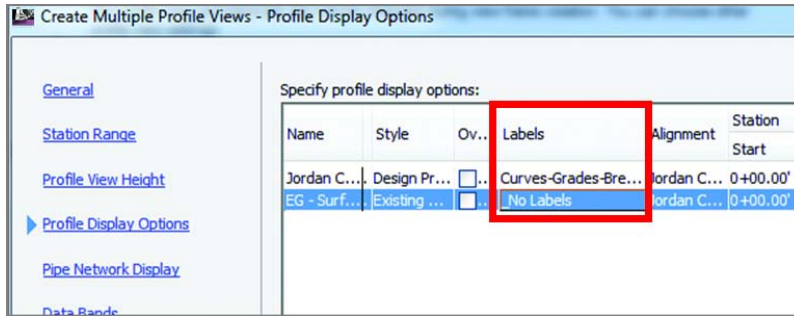 Create Multiple Profile Views - Profile Display Options
General
Station Range
Profile View Height
Profile Display Options
Pipe Network Display
Data Bands
Specify profile display options:
Name Style Ov... Labels Alignment Station
Start
Jordan C... Design Pr... ... Curves-Grades-Bre... Jordan C... 0+00.00'
EG - Surf... Existing ... ... _No Labels Jordan C... 0+00.00'